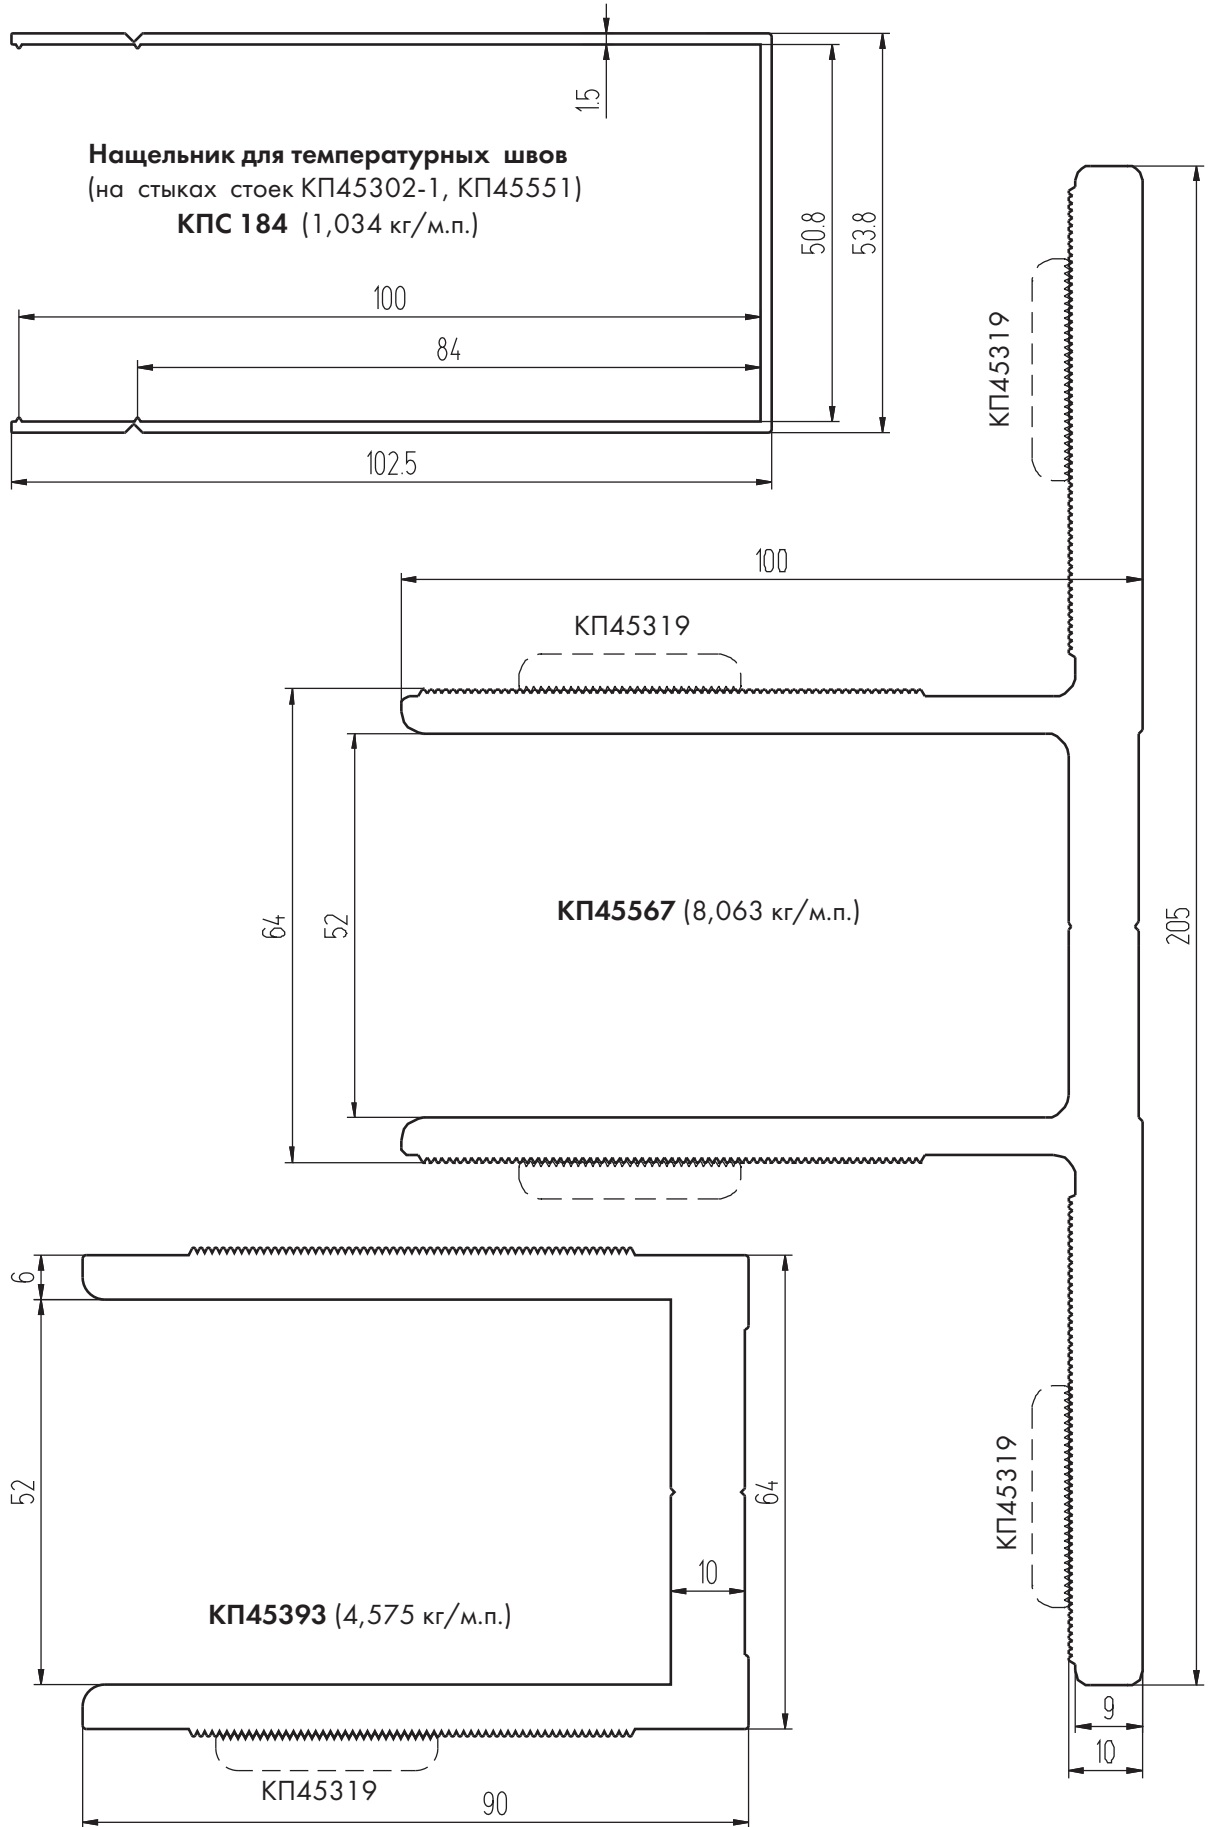 1.5
Нащельник для температурных швов
(на стыках стоек КП45302-1, КП45551)
КПС 184 (1,034 кг/м.п.)
50.8
53.8
100
84
102.5
КП45319
100
КП45319
64
52
КП45567 (8,063 кг/м.п.)
205
6
52
64
10
КП45393 (4,575 кг/м.п.)
КП45319
9
10
КП45319
90